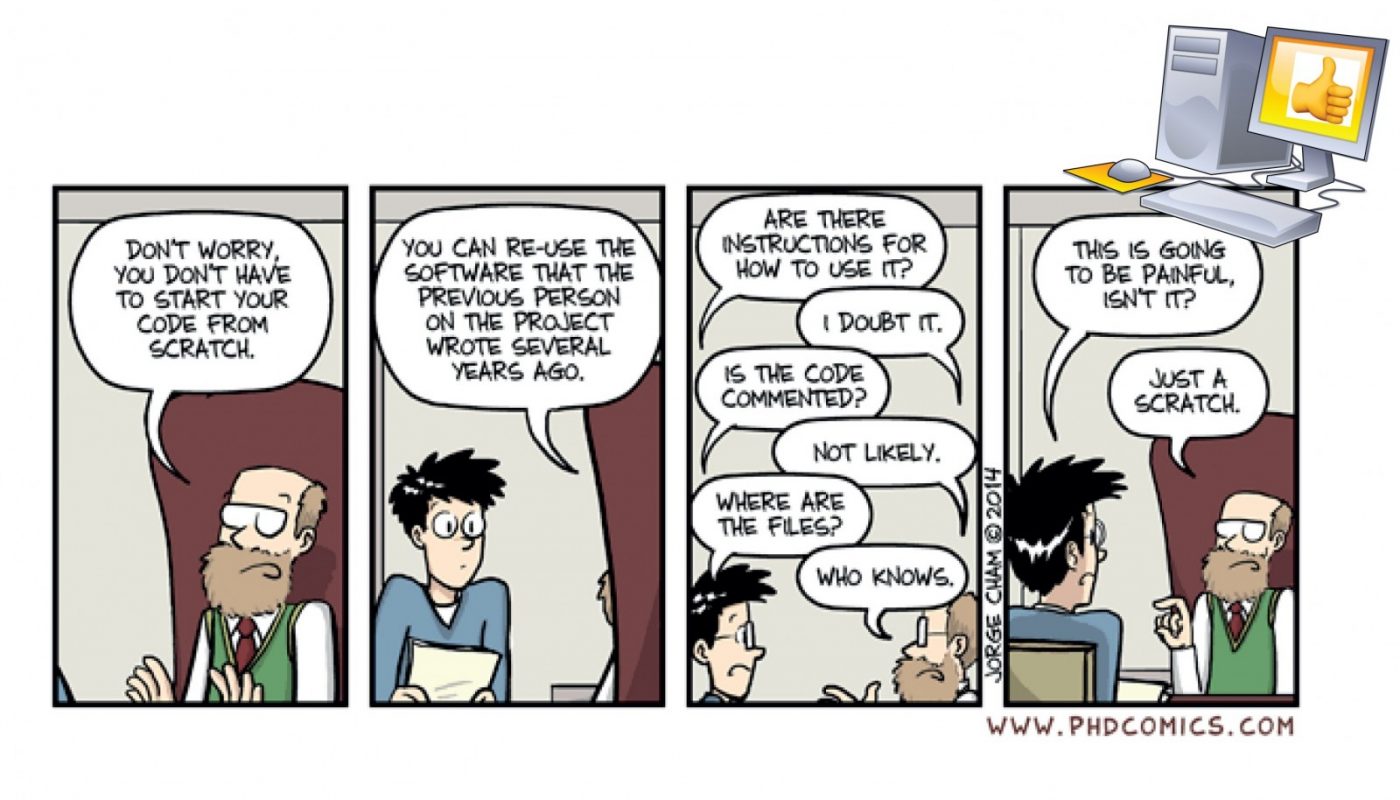 DON'T WORRY,
YOU DON'T HAVE
TO START YOUR
CODE FROM
SCRATCH.
YOU CAN RE-USE THE
SOFTWARE THAT THE
PREVIOUS PERSON
ON THE PROJECT
WROTE SEVERAL
YEARS AGO.
ARE THERE
INSTRUCTIONS FOR
HOW TO USE IT?
I DOUBT IT.
IS THE CODE
COMMENTED?
NOT LIKELY.
WHERE ARE
THE FILES?
WHO KNOWS.
JORGE CHAM © 2014
THIS IS GOING
TO BE PAINFUL,
ISN'T IT?
JUST A
SCRATCH.
WWW.PHDCOMICS.COM